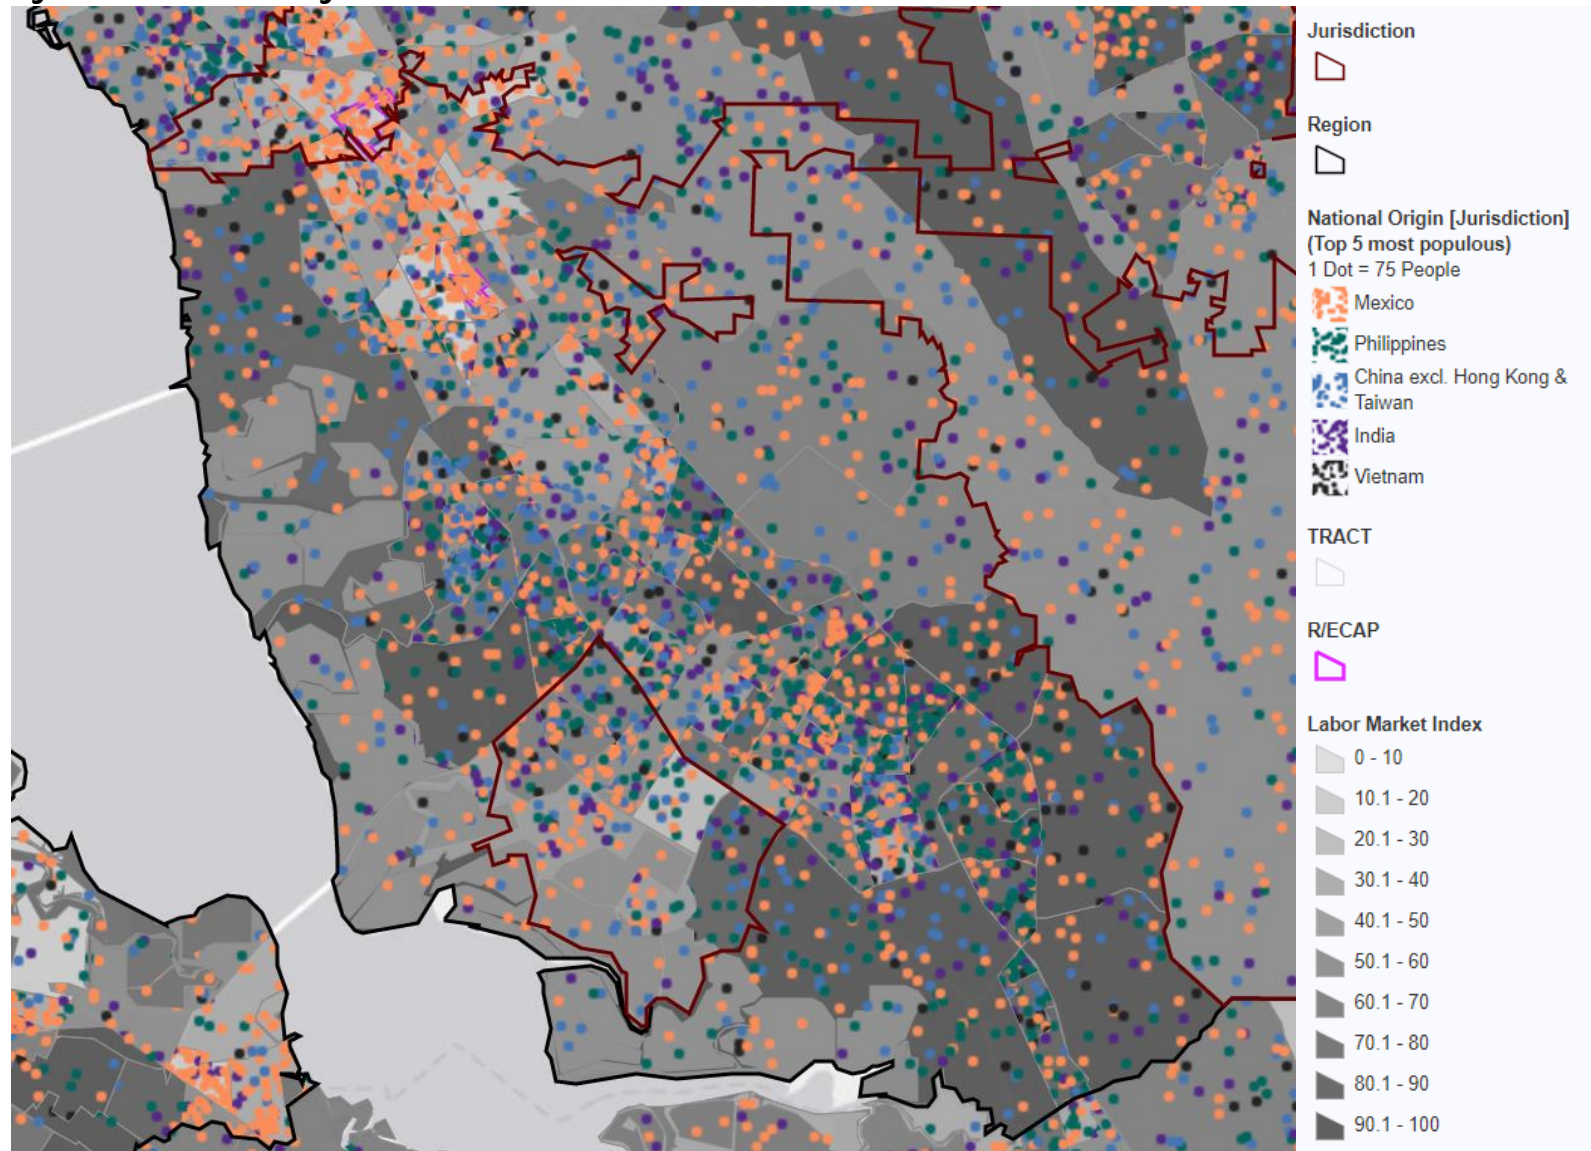 Jurisdiction
Region
National Origin [Jurisdiction]
(Top 5 most populous)
1 Dot = 75 People
Mexico
Philippines
China excl. Hong Kong &
Taiwan
India
Vietnam
TRACT
R/ECAP
Labor Market Index
0 - 10
10.1 - 20
20.1 - 30
30.1 - 40
40.1 - 50
50.1 - 60
60.1 - 70
70.1 - 80
80.1 - 90
90.1 - 100